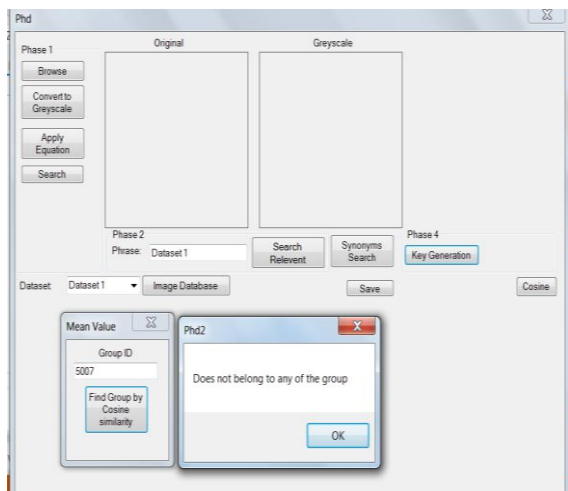 Phd
Phase 1
Original
Greyscale
Browse
Convert to
Greyscale
Apply
Equation
Search
Phase 2
Phrase:
Dataset 1
Search
Relevent
Synonyms
Search
Phase 4
Key Generation
Dataset
Dataset 1
Image Database
Save
Cosine
Mean Value
Group ID
5007
Find Group by
Cosine
similarity
Phd2
Does not belong to any of the group
OK